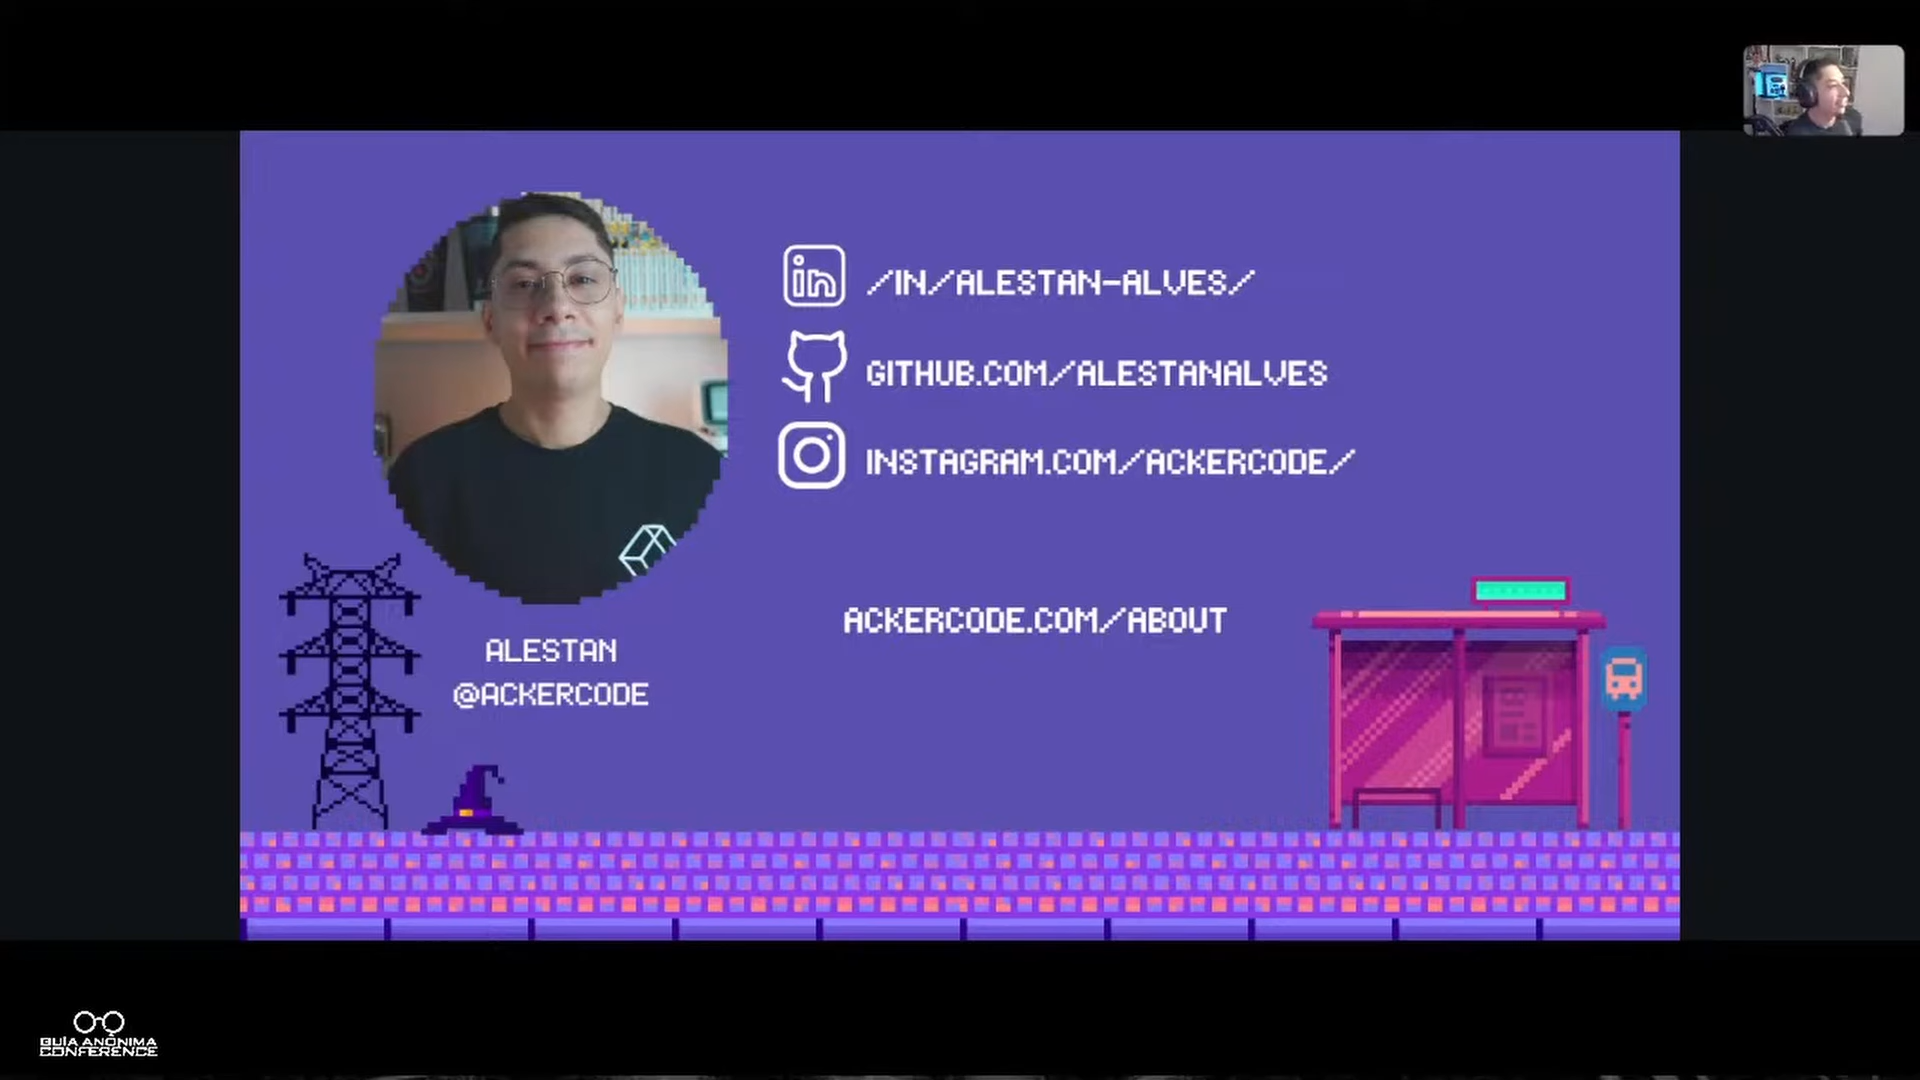 /IN/ALESTAN-ALVES/
GITHUB.COM/ALESTANALVES
INSTAGRAM.COM/ACKERCODE/
ACKERCODE.COM/ABOUT
ALESTAN
@ACKERCODE
GUIA ANÔNIMA
CONFERENCE